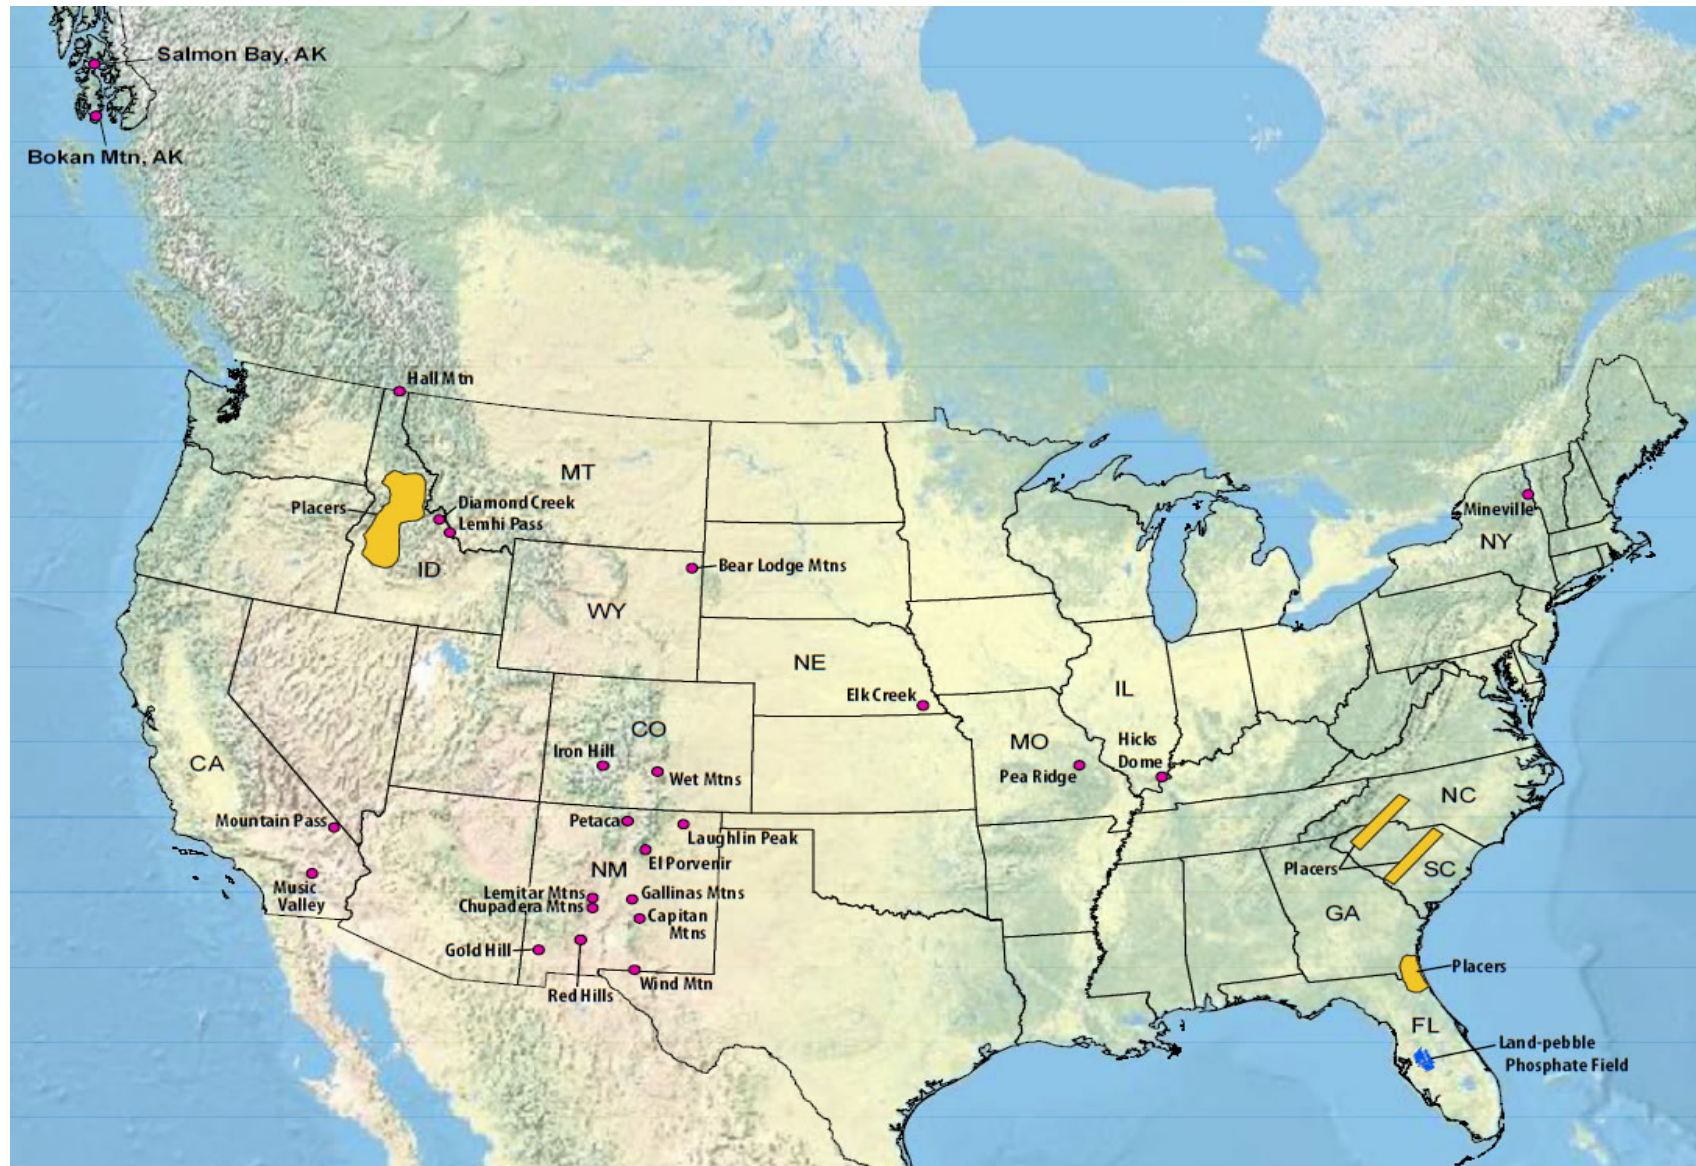 Salmon Bay, AK
Bokan Mtn, AK
Hall Mtn
MT
Placers
Diamond Creek
Lemhi Pass
ID
Bear Lodge Mtns
WY
NE
Elk Creek
Mineville
NY
IL
CO
Iron Hill
Wet Mtns
MO
Pea Ridge
Hicks
Dome
CA
Mountain Pass
Music
Valley
Petaca
Laughlin Peak
El Porvenir
NM
Lemitar Mtns
Chupadera Mtns
Gallinas Mtns
Capitan
Mtns
Gold Hill
Red Hills
Wind Mtn
NC
Placers
SC
GA
Placers
FL
Land-pebble
Phosphate Field